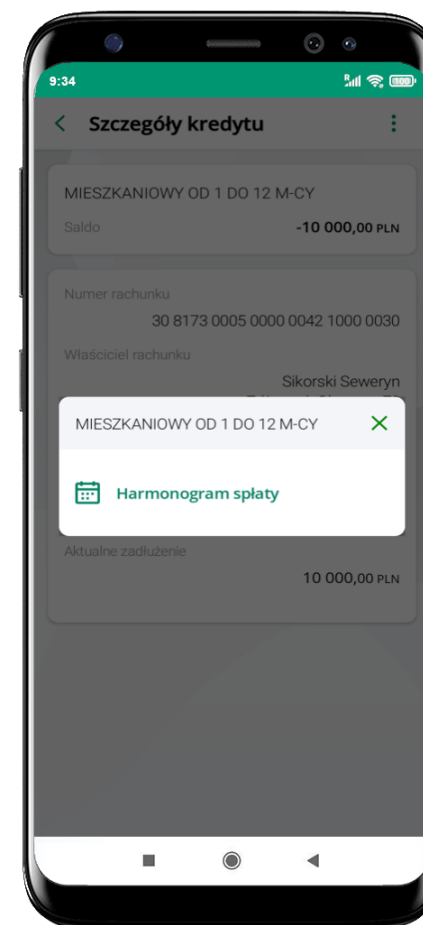 9:34
100
Szczegóły kredytu
MIESZKANIOWY OD 1 DO 12 M-CY
Saldo -10 000,00 PLN
Numer rachunku
30 8173 0005 0000 0042 1000 0030
Właściciel rachunku
Sikorski Seweryn
MIESZKANIOWY OD 1 DO 12 M-CY
Harmonogram spłaty
Aktualne zadłużenie
10 000,00 PLN